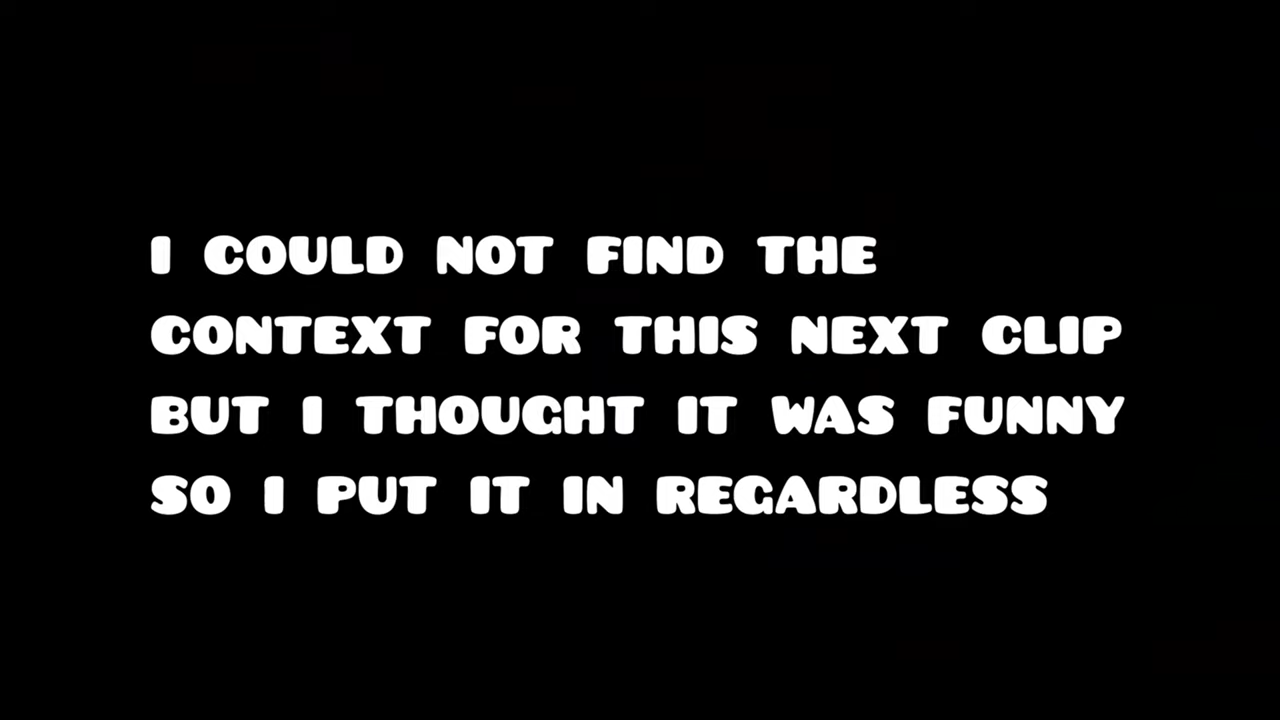 I COULD NOT FIND THE
CONTEXT FOR THIS NEXT CLIP
BUT I THOUGHT IT WAS FUNNY
SO I PUT IT IN REGARDLESS